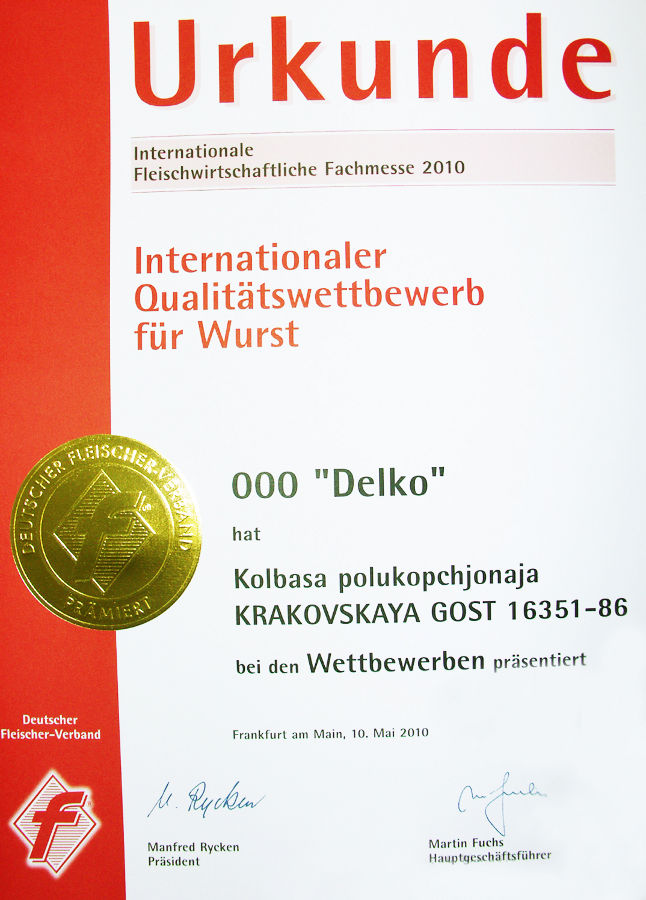 Urkunde
Internationale
Fleischwirtschaftliche Fachmesse 2010
Internationaler
Qualitätswettbewerb
für Wurst
DEUTSCHER FLEISCHER-VERBAND
f
PRÄMIERT
OOO "Delko"
hat
Kolbasa polukopchjonaja
KRAKOVSKAYA GOST 16351-86
bei den Wettbewerben präsentiert
Frankfurt am Main, 10. Mai 2010
Deutscher
Fleischer-Verband
f®
M. Rycken
Manfred Rycken
Präsident
Martin Fuchs
Hauptgeschäftsführer